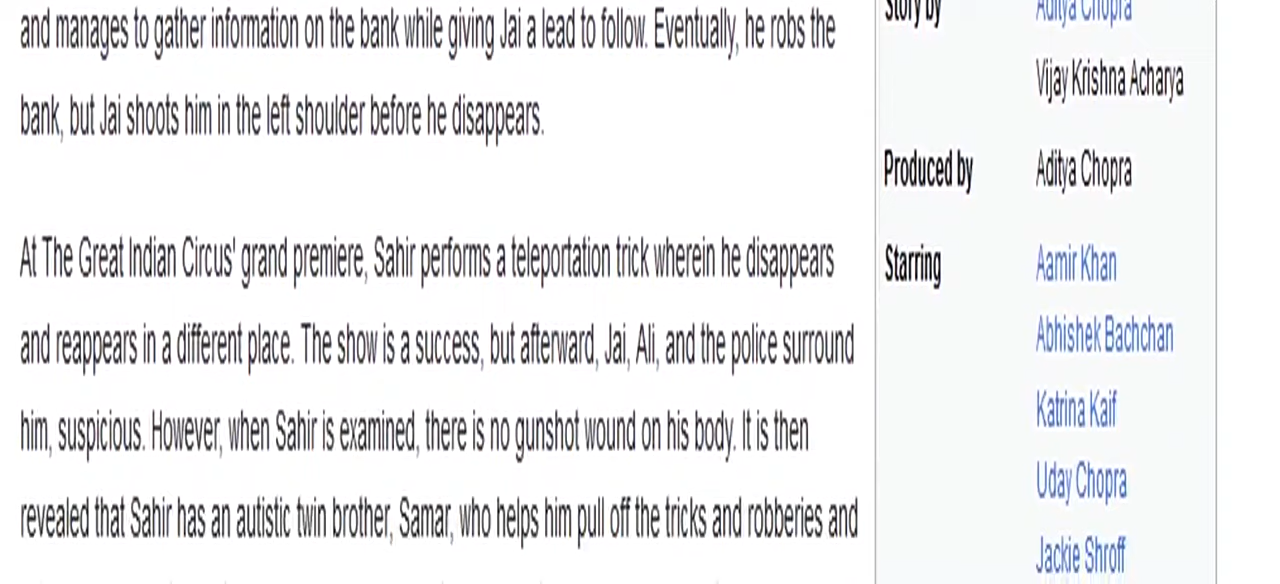 and manages to gather information on the bank while giving Jai a lead to follow. Eventually, he robs the
bank, but Jai shoots him in the left shoulder before he disappears.
At The Great Indian Circus' grand premiere, Sahir performs a teleportation trick wherein he disappears
and reappears in a different place. The show is a success, but afterward, Jai, Ali, and the police surround
him, suspicious. However, when Sahir is examined, there is no gunshot wound on his body. It is then
revealed that Sahir has an autistic twin brother, Samar, who helps him pull off the tricks and robberies and
Story by Aditya Chopra
Vijay Krishna Acharya
Produced by Aditya Chopra
Starring Aamir Khan
Abhishek Bachchan
Katrina Kaif
Uday Chopra
Jackie Shroff